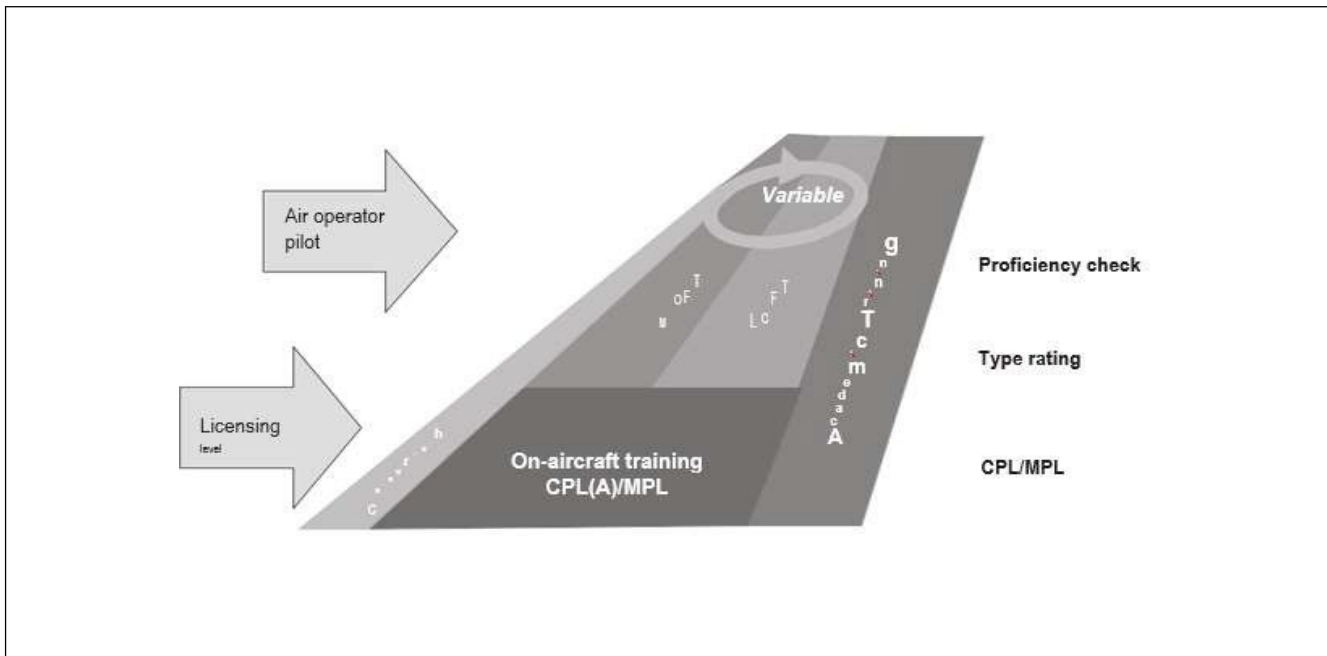 Air operator
pilot
Variable
Proficiency check
Type rating
Licensing
level
On-aircraft training
CPL(A)/MPL
CPL/MPL